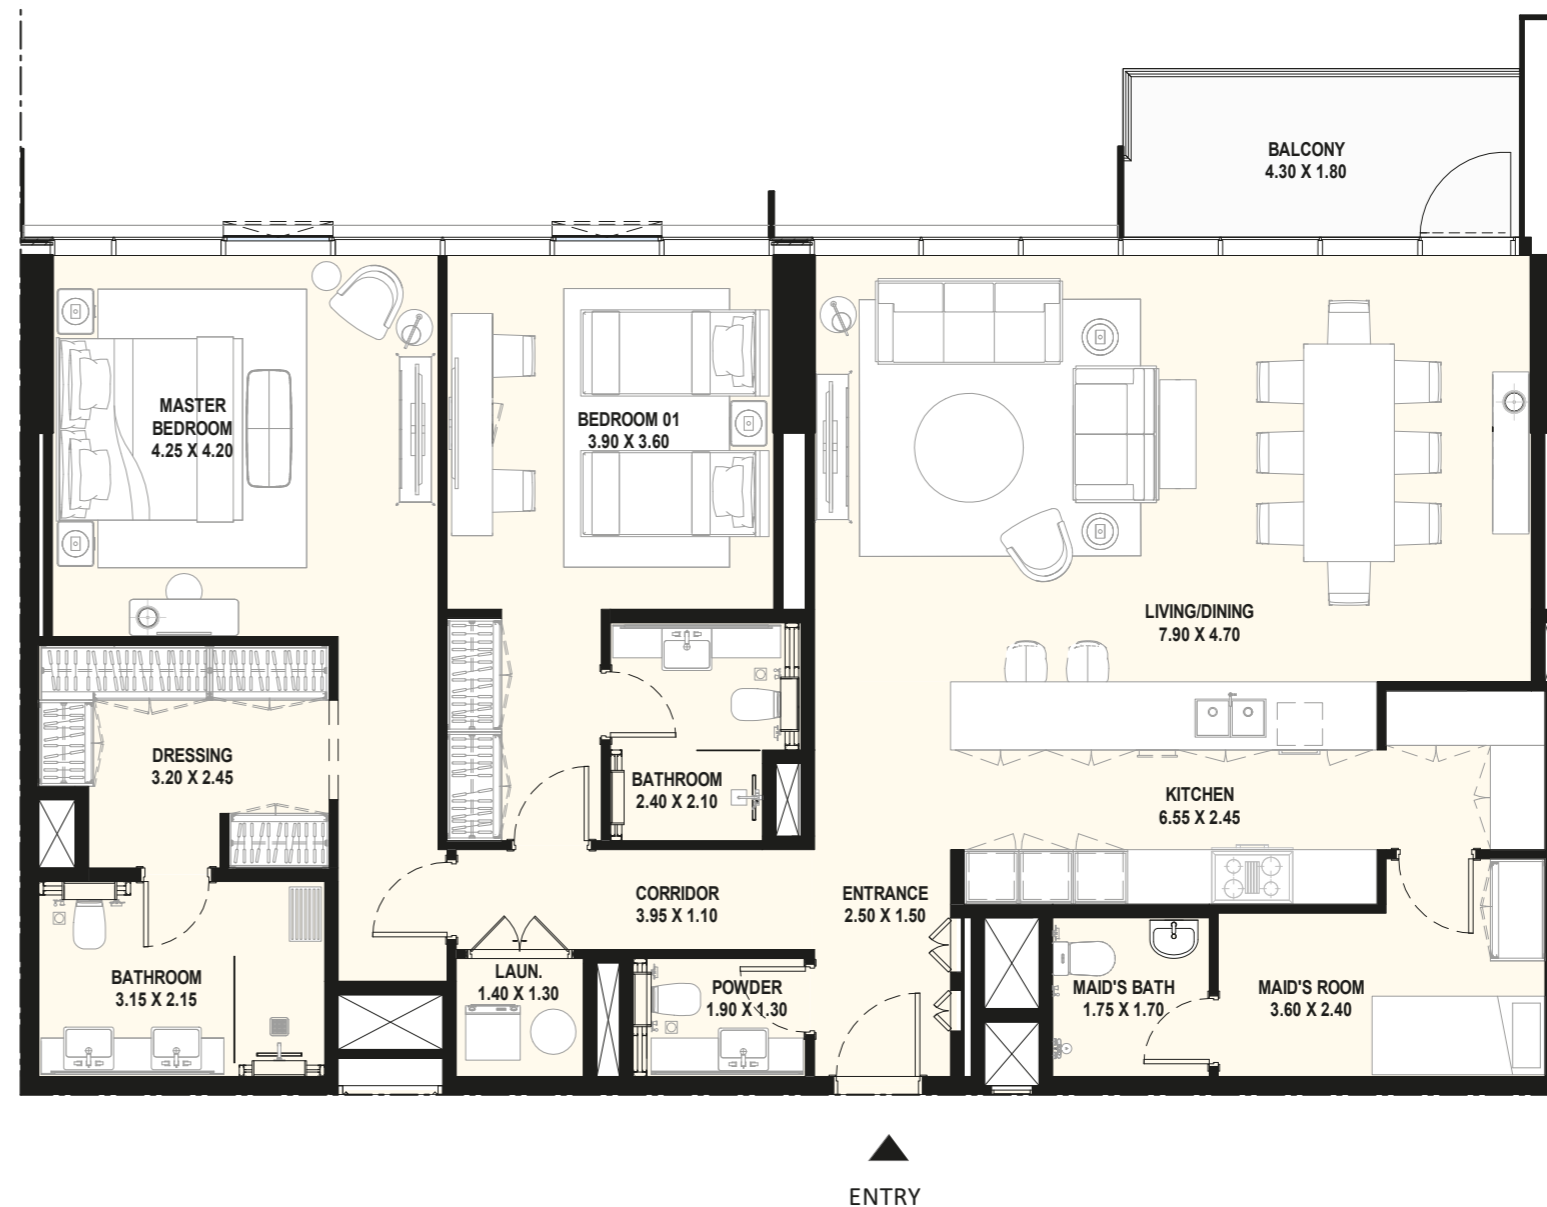 BALCONY
4.30 X 1.80
MASTER
BEDROOM
4.25 X 4.20
BEDROOM 01
3.90 X 3.60
LIVING/DINING
7.90 X 4.70
DRESSING
3.20 X 2.45
BATHROOM
2.40 X 2.10
KITCHEN
6.55 X 2.45
CORRIDOR
3.95 X 1.10
ENTRANCE
2.50 X 1.50
BATHROOM
3.15 X 2.15
LAUN.
1.40 X 1.30
POWDER
1.90 X 1.30
MAID'S BATH
1.75 X 1.70
MAID'S ROOM
3.60 X 2.40
ENTRY